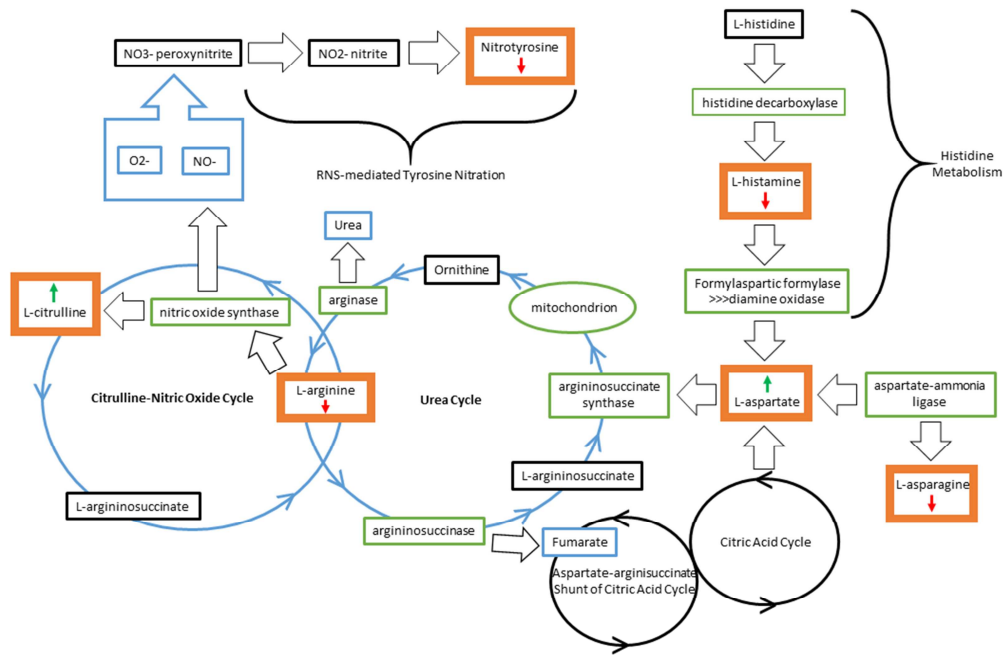 NO3- peroxynitrite
NO2- nitrite
Nitrotyrosine
O2-
NO-
RNS-mediated Tyrosine Nitration
L-histidine
histidine decarboxylase
L-histamine
Formylaspartic formylase
>>>diamine oxidase
Histidine
Metabolism
Urea
Ornithine
arginase
mitochondrion
L-citrulline
nitric oxide synthase
Citrulline-Nitric Oxide Cycle
L-arginine
Urea Cycle
argininosuccinate
synthase
L-aspartate
aspartate-ammonia
ligase
L-argininosuccinate
L-argininosuccinate
L-asparagine
argininosuccinase
Fumarate
Aspartate-arginisuccinate
Shunt of Citric Acid Cycle
Citric Acid Cycle